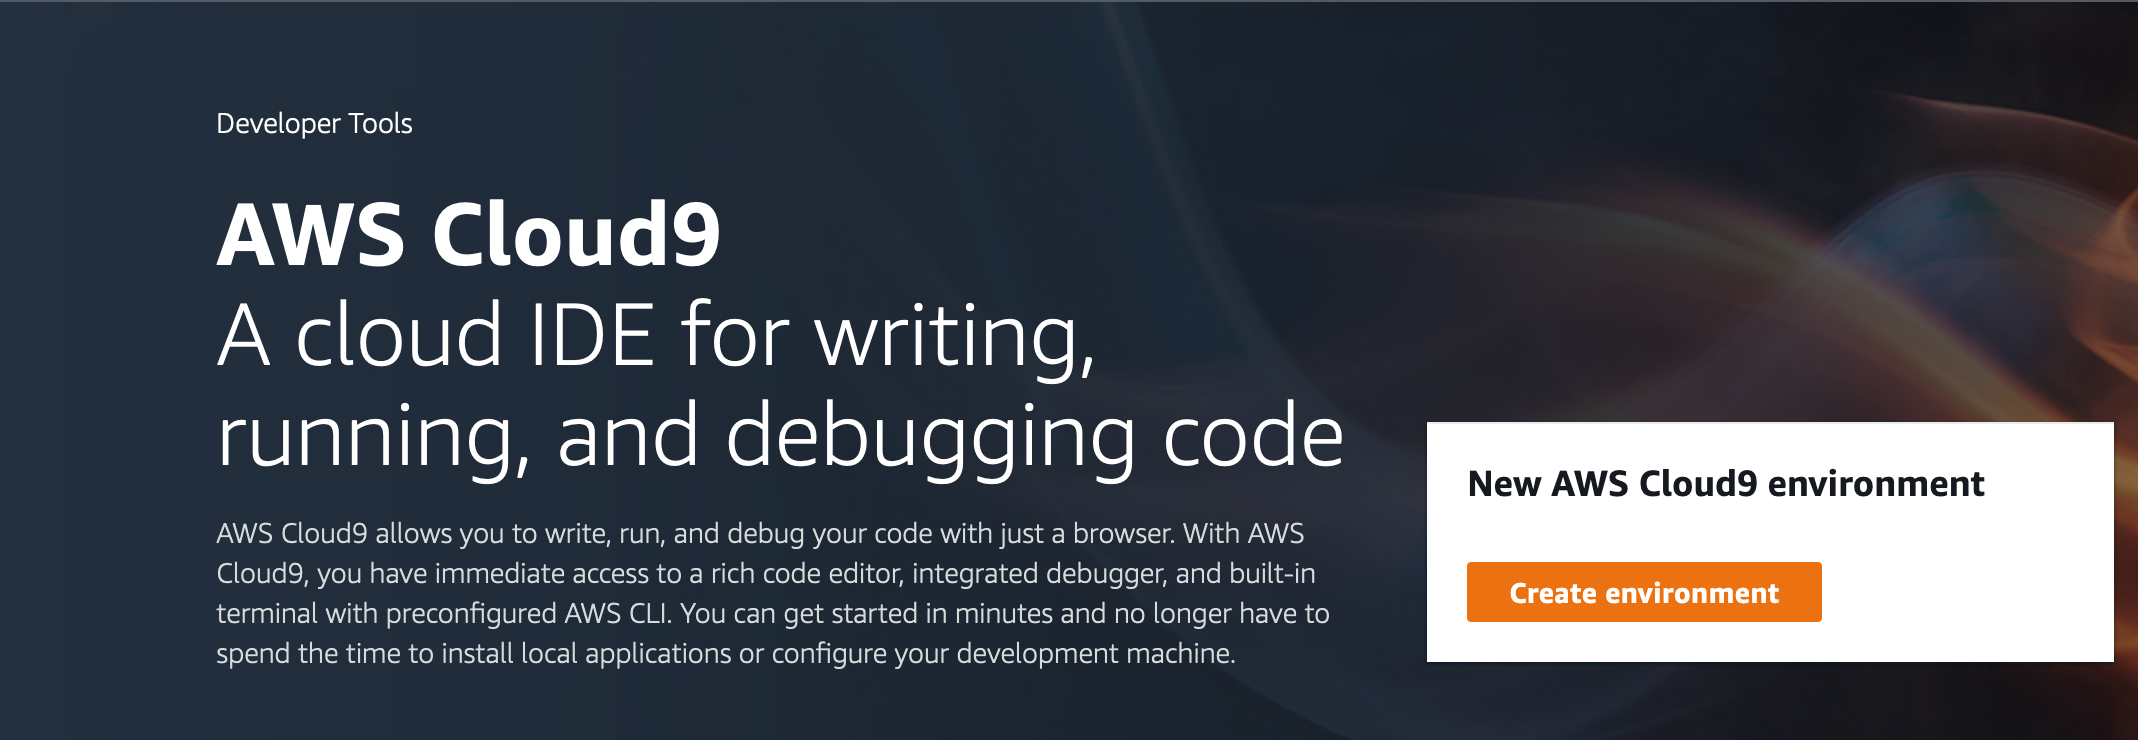 Developer Tools
AWS Cloud9
A cloud IDE for writing,
running, and debugging code
AWS Cloud9 allows you to write, run, and debug your code with just a browser. With AWS
Cloud9, you have immediate access to a rich code editor, integrated debugger, and built-in
terminal with preconfigured AWS CLI. You can get started in minutes and no longer have to
spend the time to install local applications or configure your development machine.
New AWS Cloud9 environment
Create environment